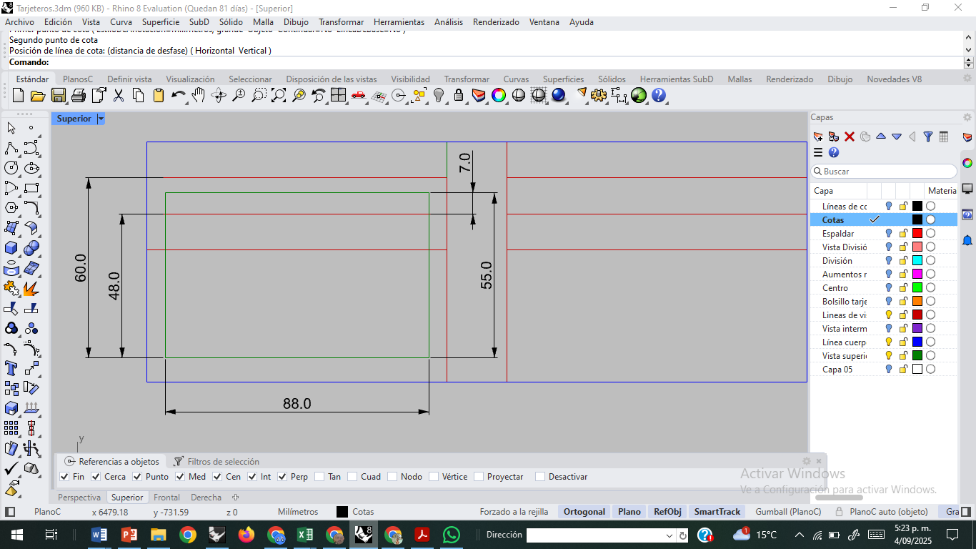 Tarjeteros.3dm (960 KB) - Rhino 8 Evaluation (Quedan 81 días) - [Superior]
Archivo Edición Vista Curva Superficie SubD Sólido Malla Dibujo Transformar Herramientas Análisis Renderizado Ventana Ayuda
Segundo punto de cota
Posición de línea de cota: (distancia de desfase) ( Horizontal Vertical )
Comando:
Estándar PlanosC Definir vista Visualización Seleccionar Disposición de las vistas Visibilidad Transformar Curvas Superficies Sólidos Herramientas SubD Mallas Renderizado Dibujo Novedades V8
Superior
Capas
Buscar
Capa Materia
Líneas de cc
Cotas
Espaldar
Vista Divisió
División
Aumentos r
Centro
Bolsillo tarje
Lineas de vi
Vista interm
Línea cuerp
Vista superi
Capa 05
7.0
60.0
48.0
55.0
88.0
y
Referencias a objetos Filtros de selección
Fin Cerca Punto Med Cen Int Perp Tan Cuad Nodo Vértice Proyectar Desactivar
Activar Windows
Ve a Configuración para activar Windows.
Perspectiva Superior Frontal Derecha
PlanoC x 6479.18 y -731.59 z 0 Milímetros Cotas Forzado a la rejilla Ortogonal Plano RefObj SmartTrack Gumball (PlanoC) PlanoC auto (objeto) Gra
Dirección 15°C 5:23 p. m.
4/09/2025